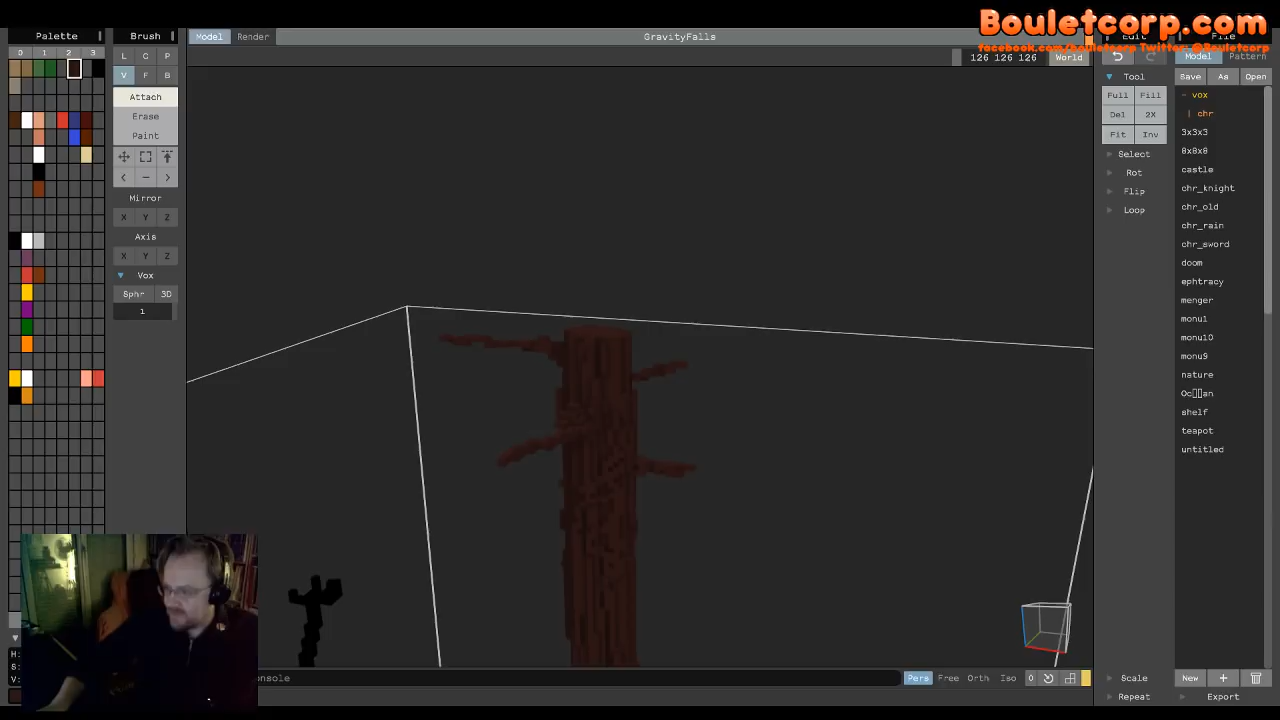 Bouletcorp.com
facebook.com/bouletcorp Twitter @Bouletcorp
Palette
Brush
Model
Render
GravityFalls
Edit
File
0 1 2 3
L C P
126 126 126
World
Model
Pattern
V F B
Tool
Save
As
Open
Attach
Full
Fill
- vox
Erase
Del
2X
| chr
Paint
Fit
Inv
3x3x3
Select
8x8x8
Rot
castle
Mirror
Flip
chr_knight
X Y Z
Loop
chr_old
Axis
chr_rain
X Y Z
chr_sword
Vox
doom
Sphr
3D
ephtracy
1
menger
monu1
monu10
monu9
nature
Oc▯▯an
shelf
teapot
untitled
H:
S:
V:
onsole
Pers
Free
Orth
Iso
0
Scale
New
+
Repeat
Export